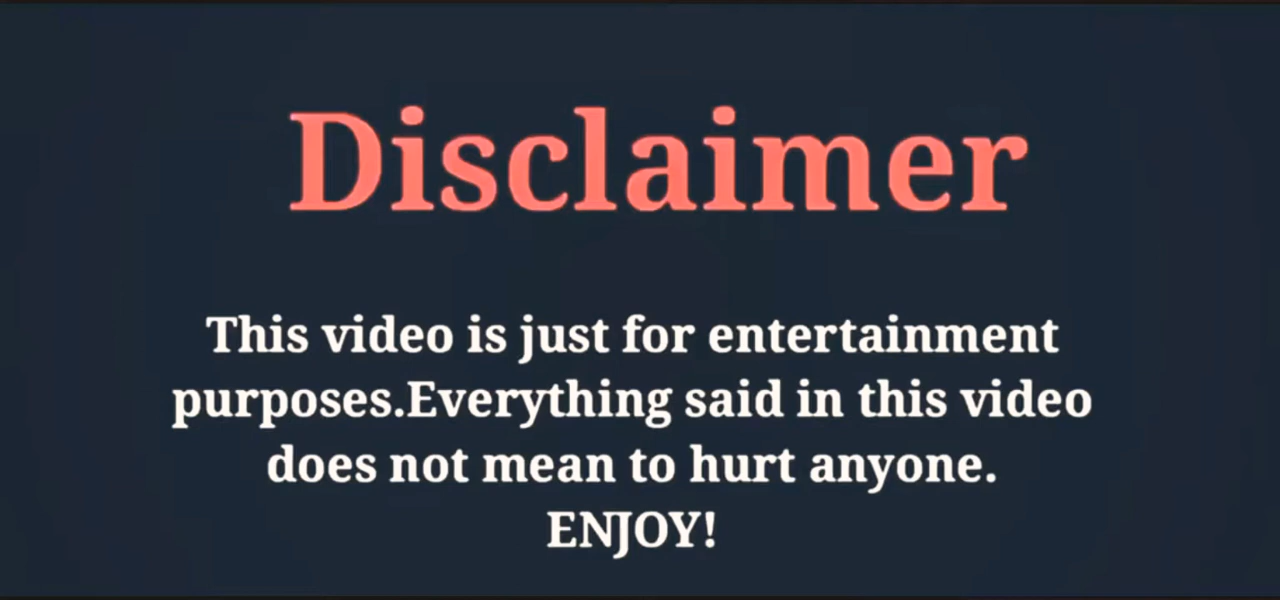 Disclaimer
This video is just for entertainment
purposes.Everything said in this video
does not mean to hurt anyone.
ENJOY!